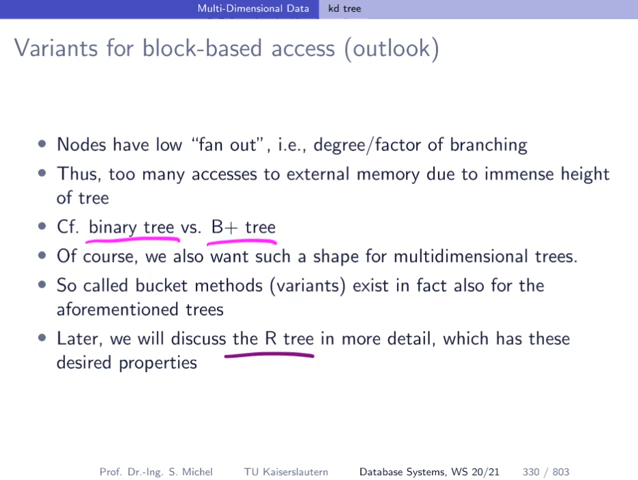 Multi-Dimensional Data kd tree
Variants for block-based access (outlook)
• Nodes have low “fan out”, i.e., degree/factor of branching
• Thus, too many accesses to external memory due to immense height
of tree
• Cf. binary tree vs. B+ tree
• Of course, we also want such a shape for multidimensional trees.
• So called bucket methods (variants) exist in fact also for the
aforementioned trees
• Later, we will discuss the R tree in more detail, which has these
desired properties
Prof. Dr.-Ing. S. Michel TU Kaiserslautern Database Systems, WS 20/21 330 / 803